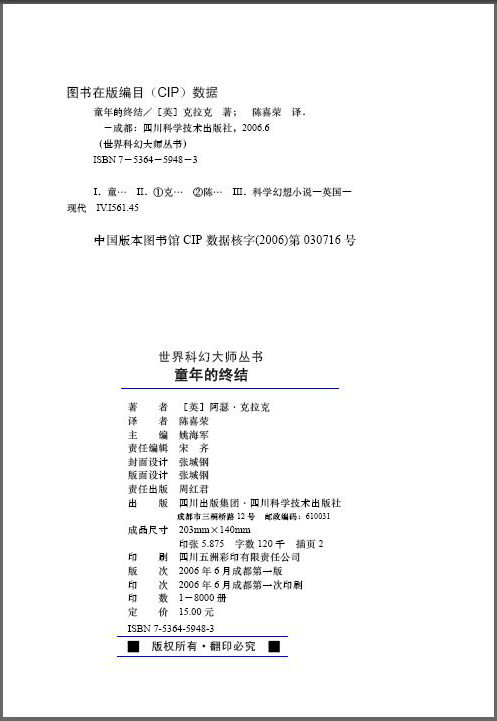 图书在版编目（CIP）数据
童年的终结／［英］克拉克　著；　陈喜荣　译．
－成都：四川科学技术出版社，2006.6
（世界科幻大师丛书）
ISBN 7－5364－5948－3
I．童…　II．①克…　②陈…　III．科学幻想小说－英国－
现代　IV.I561.45
中国版本图书馆 CIP 数据核字(2006)第 030716 号
世界科幻大师丛书
童年的终结
著　　者　［英］阿瑟·克拉克
译　　者　陈喜荣
主　　编　姚海军
责任编辑　宋　齐
封面设计　张城钢
版面设计　张城钢
责任出版　周红君
出　　版　四川出版集团·四川科学技术出版社
成都市三桐桥路 12 号　邮政编码：610031
成品尺寸　203mm×140mm
印张 5.875　字数 120 千　插页 2
印　　刷　四川五洲彩印有限责任公司
版　　次　2006 年 6 月成都第一版
印　　次　2006 年 6 月成都第一次印刷
印　　数　1－8000 册
定　　价　15.00 元
ISBN 7-5364-5948-3
■　版权所有·翻印必究　■